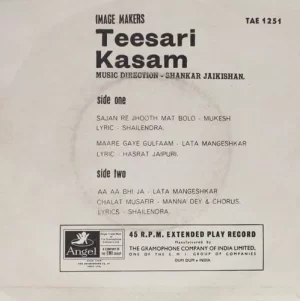 IMAGE MAKERS
TAE 1251
Teesari
Kasam
MUSIC DIRECTION - SHANKAR JAIKISHAN.
side one
SAJAN RE JHOOTH MAT BOLO - MUKESH
LYRIC - SHAILENDRA.
MAARE GAYE GULFAAM - LATA MANGESHKAR
LYRIC - HASRAT JAIPURI.
side two
AA AA BHI JA - LATA MANGESHKAR
CHALAT MUSAFIR - MANNA DEY & CHORUS.
LYRICS - SHAILENDRA.
Angel
45 R.P.M. EXTENDED PLAY RECORD
Manufactured by
THE GRAMOPHONE COMPANY OF INDIA LIMITED,
ONE OF THE E.M.I. GROUP OF COMPANIES
DUM DUM • INDIA